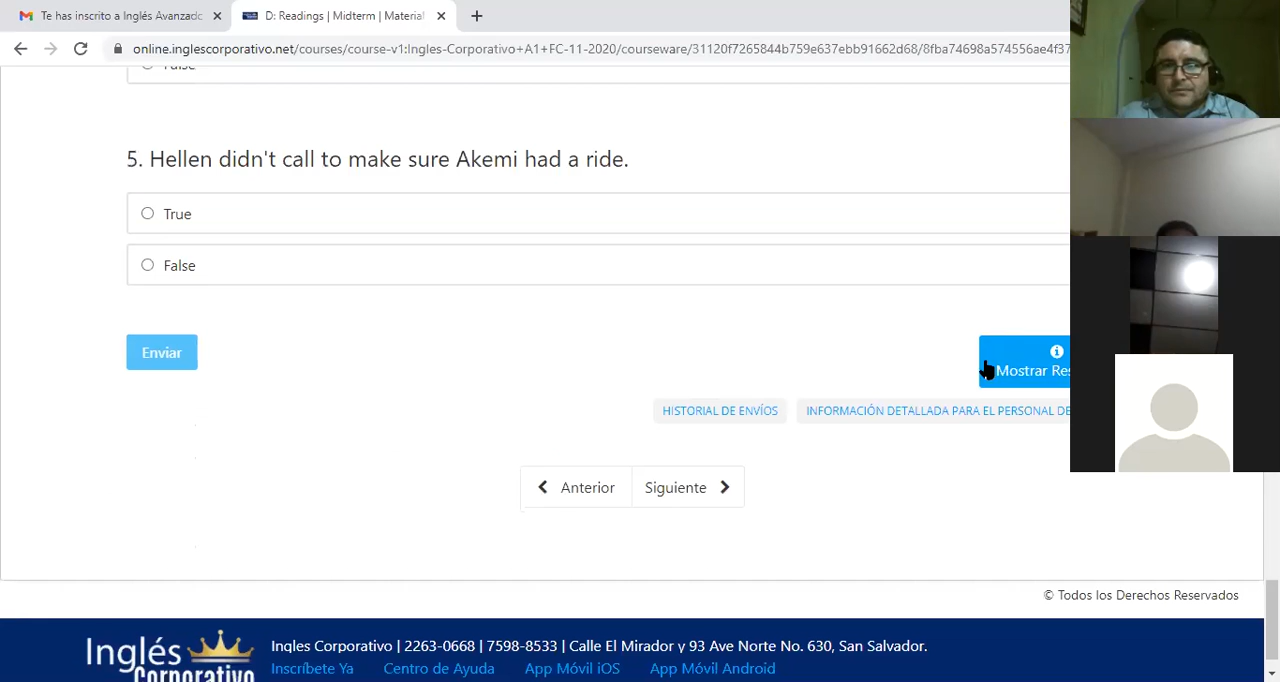 Te has inscrito a Inglés Avanzado
D: Readings | Midterm | Material
online.inglescorporativo.net/courses/course-v1:Ingles-Corporativo+A1+FC-11-2020/courseware/31120f7265844b759e637ebb91662d68/8fba74698a574556ae4f37
False
5. Hellen didn't call to make sure Akemi had a ride.
True
False
Enviar
Mostrar Res
HISTORIAL DE ENVÍOS
INFORMACIÓN DETALLADA PARA EL PERSONAL DE
Anterior
Siguiente
© Todos los Derechos Reservados
Inglés Corporativo
Ingles Corporativo | 2263-0668 | 7598-8533 | Calle El Mirador y 93 Ave Norte No. 630, San Salvador.
Inscríbete Ya
Centro de Ayuda
App Móvil iOS
App Móvil Android